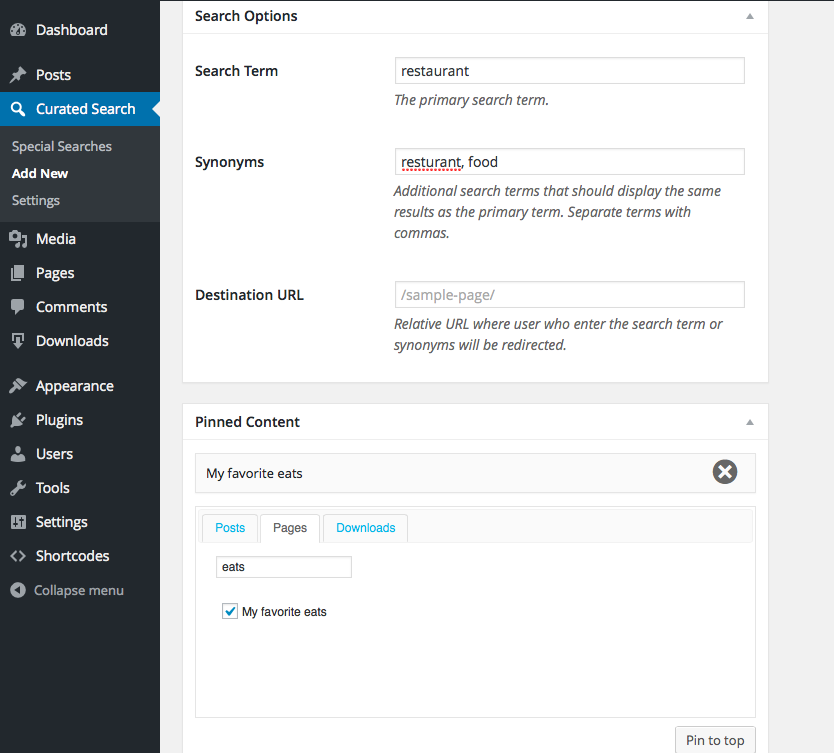 Dashboard
Posts
Curated Search
Special Searches
Add New
Settings
Media
Pages
Comments
Downloads
Appearance
Plugins
Users
Tools
Settings
Shortcodes
Collapse menu
Search Options
Search Term
restaurant
The primary search term.
Synonyms
resturant, food
Additional search terms that should display the same
results as the primary term. Separate terms with
commas.
Destination URL
/sample-page/
Relative URL where user who enter the search term or
synonyms will be redirected.
Pinned Content
My favorite eats
Posts Pages Downloads
eats
My favorite eats
Pin to top